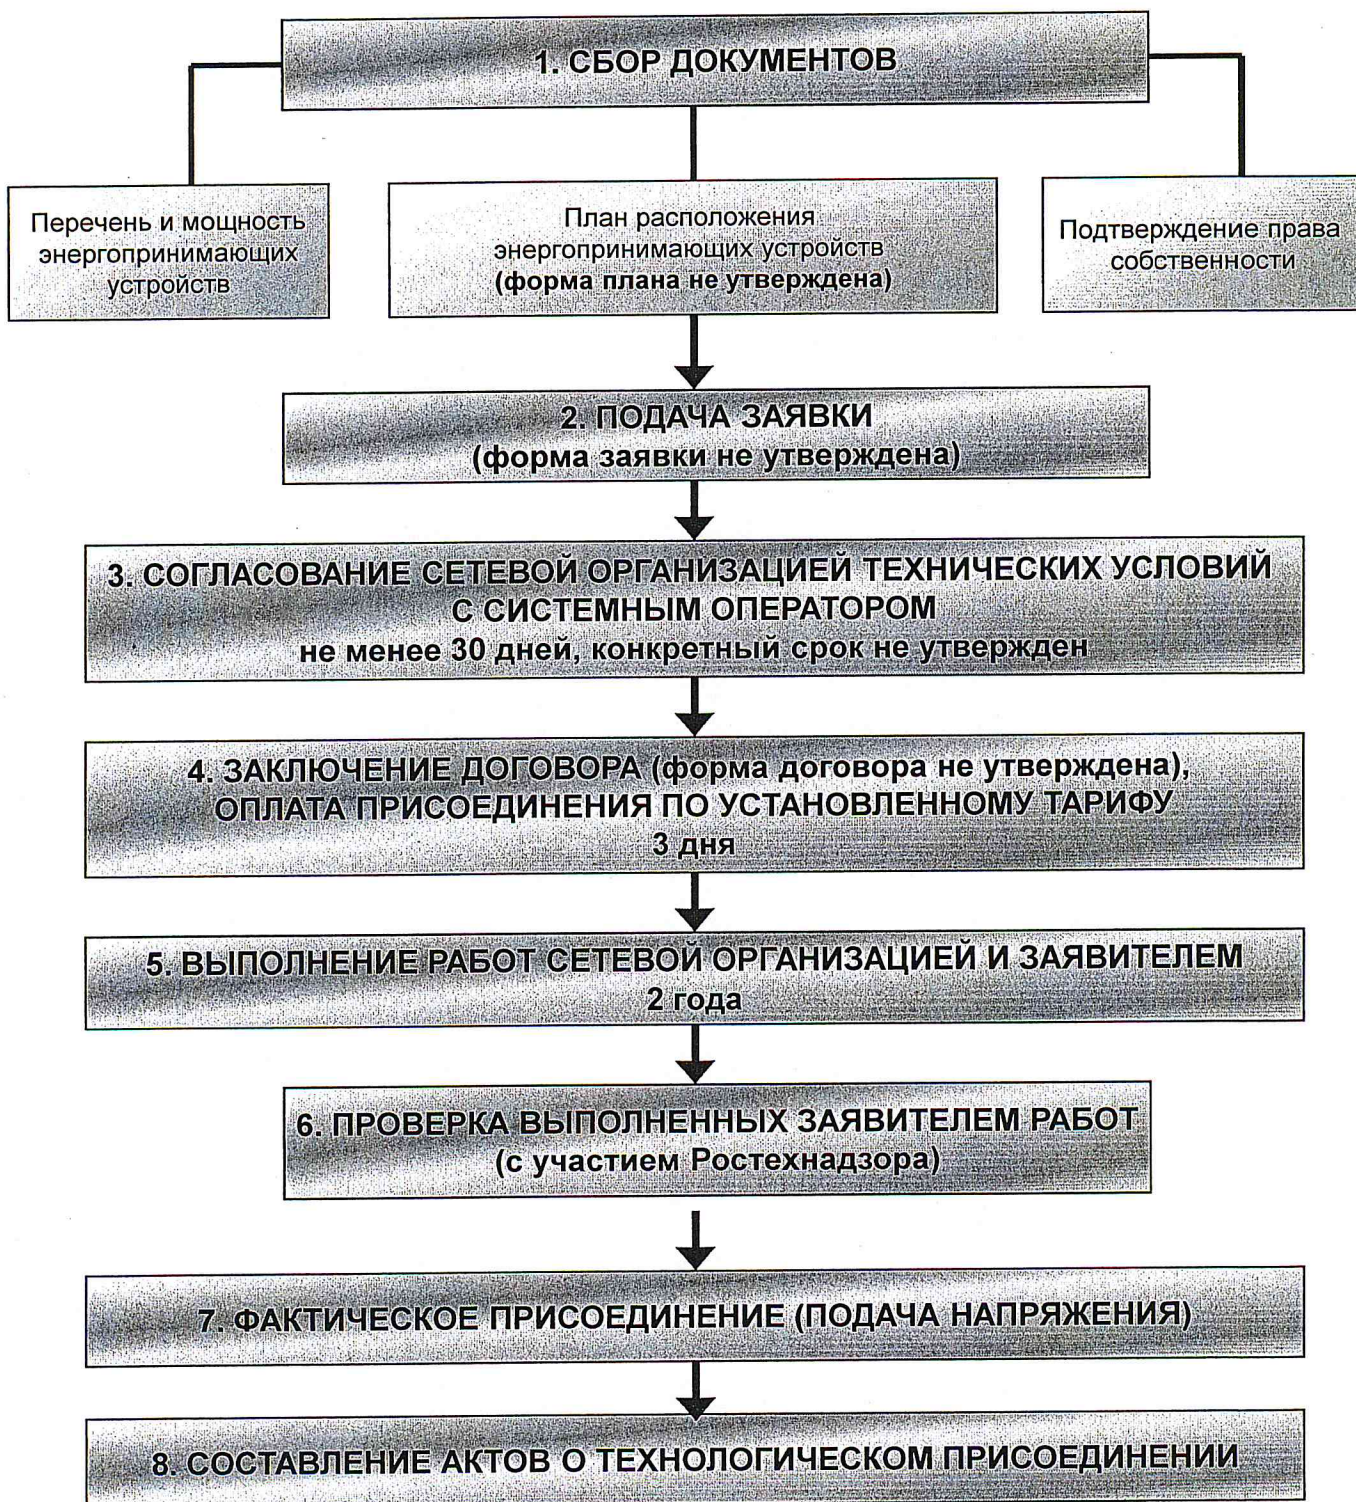 1. СБОР ДОКУМЕНТОВ
Перечень и мощность
энергопринимающих
устройств
План расположения
энергопринимающих устройств
(форма плана не утверждена)
Подтверждение права
собственности
2. ПОДАЧА ЗАЯВКИ
(форма заявки не утверждена)
3. СОГЛАСОВАНИЕ СЕТЕВОЙ ОРГАНИЗАЦИЕЙ ТЕХНИЧЕСКИХ УСЛОВИЙ
С СИСТЕМНЫМ ОПЕРАТОРОМ
не менее 30 дней, конкретный срок не утвержден
4. ЗАКЛЮЧЕНИЕ ДОГОВОРА (форма договора не утверждена),
ОПЛАТА ПРИСОЕДИНЕНИЯ ПО УСТАНОВЛЕННОМУ ТАРИФУ
3 дня
5. ВЫПОЛНЕНИЕ РАБОТ СЕТЕВОЙ ОРГАНИЗАЦИЕЙ И ЗАЯВИТЕЛЕМ
2 года
6. ПРОВЕРКА ВЫПОЛНЕННЫХ ЗАЯВИТЕЛЕМ РАБОТ
(с участием Ростехнадзора)
7. ФАКТИЧЕСКОЕ ПРИСОЕДИНЕНИЕ (ПОДАЧА НАПРЯЖЕНИЯ)
8. СОСТАВЛЕНИЕ АКТОВ О ТЕХНОЛОГИЧЕСКОМ ПРИСОЕДИНЕНИИ